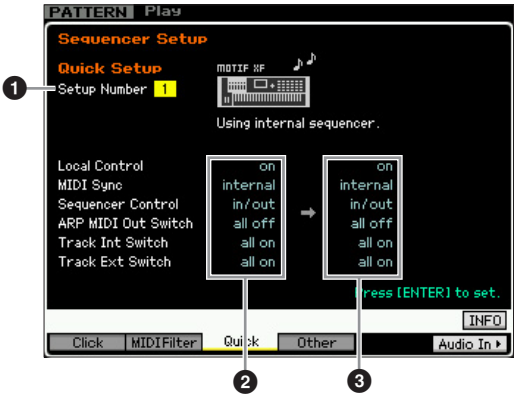 PATTERN Play
Sequencer Setup
Quick Setup
MOTIF XF
1
Setup Number 1
Using internal sequencer.
Local Control on on
MIDI Sync internal internal
Sequencer Control in/out → in/out
ARP MIDI Out Switch all off all off
Track Int Switch all on all on
Track Ext Switch all on all on
Press [ENTER] to set.
INFO
Click MIDIFilter Quick Other Audio In
2 3